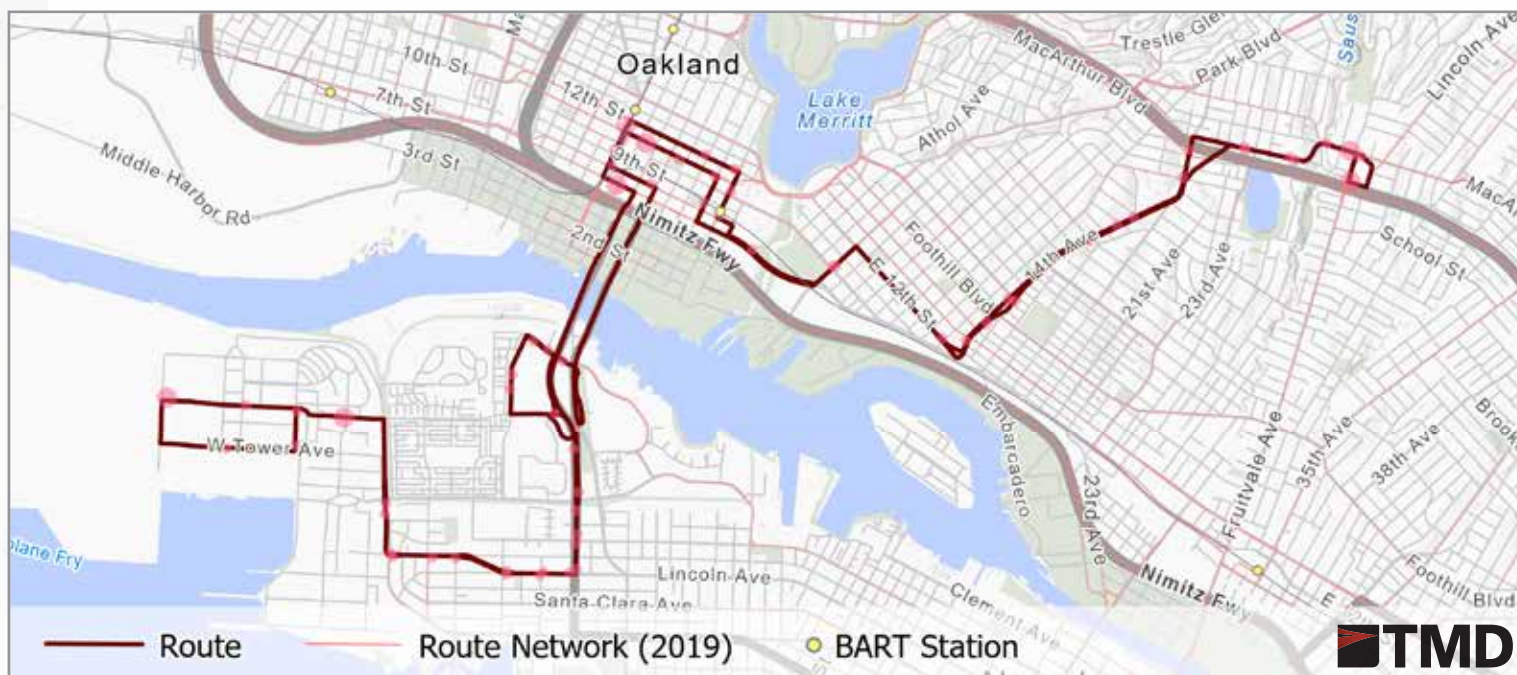 Oakland
Lake
Merritt
MacArthur Blvd
Park Blvd
Lincoln Ave
10th St
7th St
12th St
3rd St
9th St
Middle Harbor Rd
Athol Ave
Nimitz Fwy
2nd St
Foothill Blvd
14th Ave
E 12th St
21st Ave
23rd Ave
School St
Embarcadero
23rd Ave
Fruitvale Ave
35th Ave
38th Ave
W Tower Ave
Lincoln Ave
Santa Clara Ave
Clement Ave
Nimitz Fwy
Foothill Blvd
Route
Route Network (2019)
BART Station
TMD